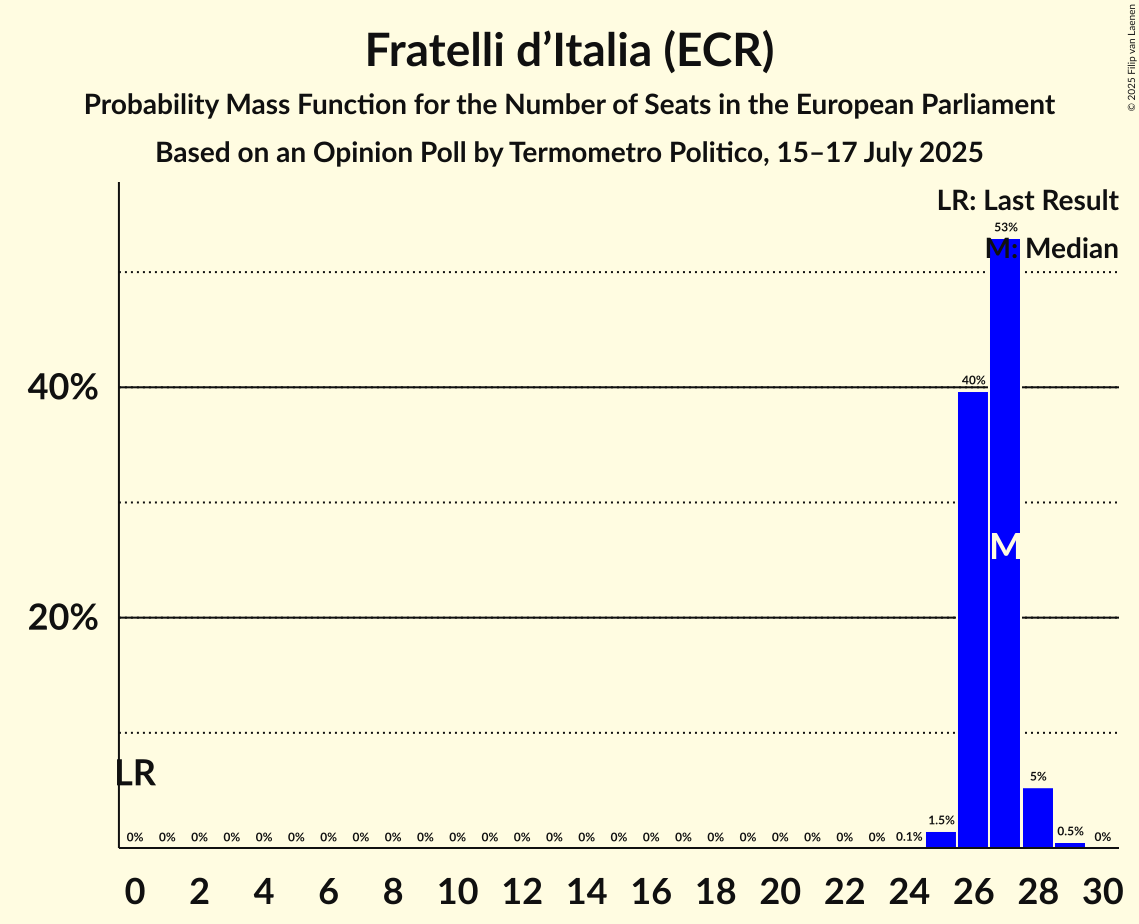 Fratelli d’Italia (ECR)
Probability Mass Function for the Number of Seats in the European Parliament
Based on an Opinion Poll by Termometro Politico, 15–17 July 2025
© 2025 Filip van Laenen
LR: Last Result
M: Median
53%
40%
40%
M
20%
LR
0% 0% 0% 0% 0% 0% 0% 0% 0% 0% 0% 0% 0% 0% 0% 0% 0% 0% 0% 0% 0% 0% 0% 0% 0.1% 1.5% 5% 0.5% 0%
0 2 4 6 8 10 12 14 16 18 20 22 24 26 28 30